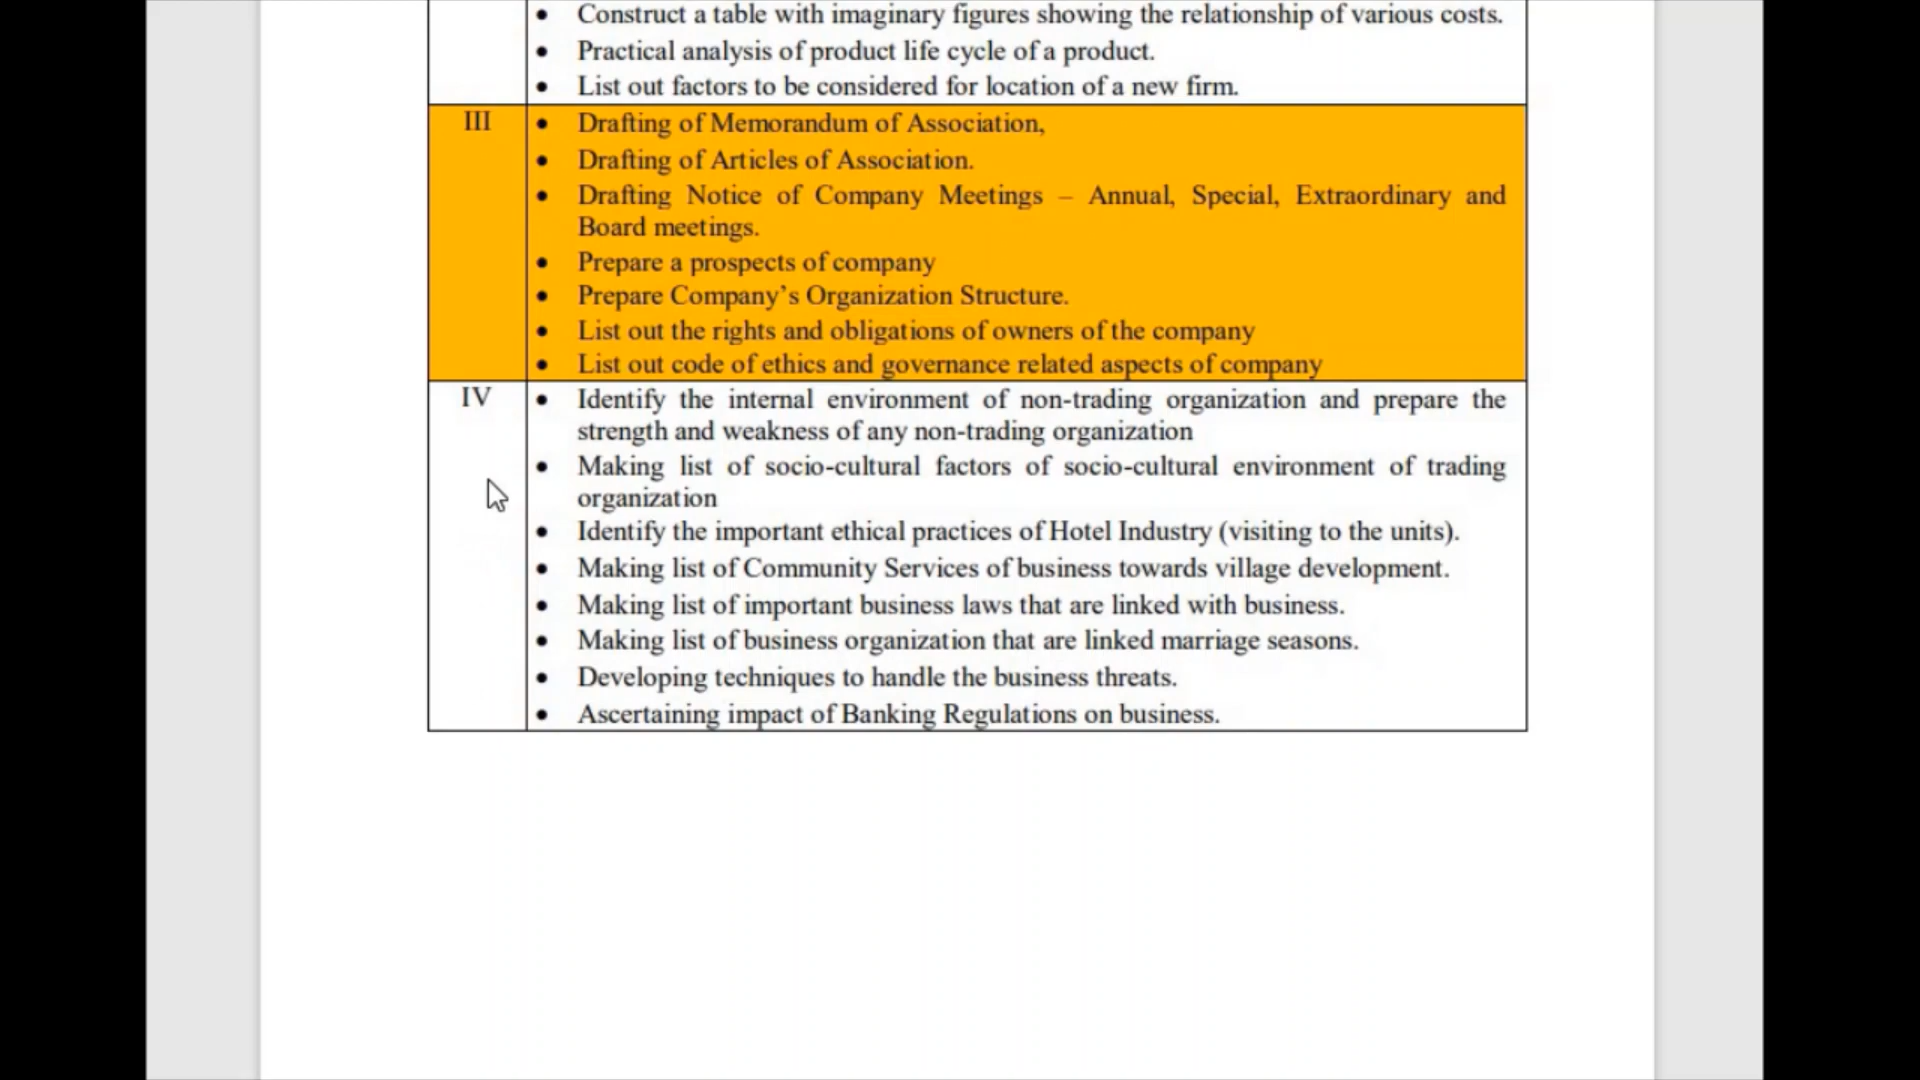 • Construct a table with imaginary figures showing the relationship of various costs.
• Practical analysis of product life cycle of a product.
• List out factors to be considered for location of a new firm.
III • Drafting of Memorandum of Association,
• Drafting of Articles of Association.
• Drafting Notice of Company Meetings – Annual, Special, Extraordinary and
Board meetings.
• Prepare a prospects of company
• Prepare Company’s Organization Structure.
• List out the rights and obligations of owners of the company
• List out code of ethics and governance related aspects of company
IV • Identify the internal environment of non-trading organization and prepare the
strength and weakness of any non-trading organization
• Making list of socio-cultural factors of socio-cultural environment of trading
organization
• Identify the important ethical practices of Hotel Industry (visiting to the units).
• Making list of Community Services of business towards village development.
• Making list of important business laws that are linked with business.
• Making list of business organization that are linked marriage seasons.
• Developing techniques to handle the business threats.
• Ascertaining impact of Banking Regulations on business.